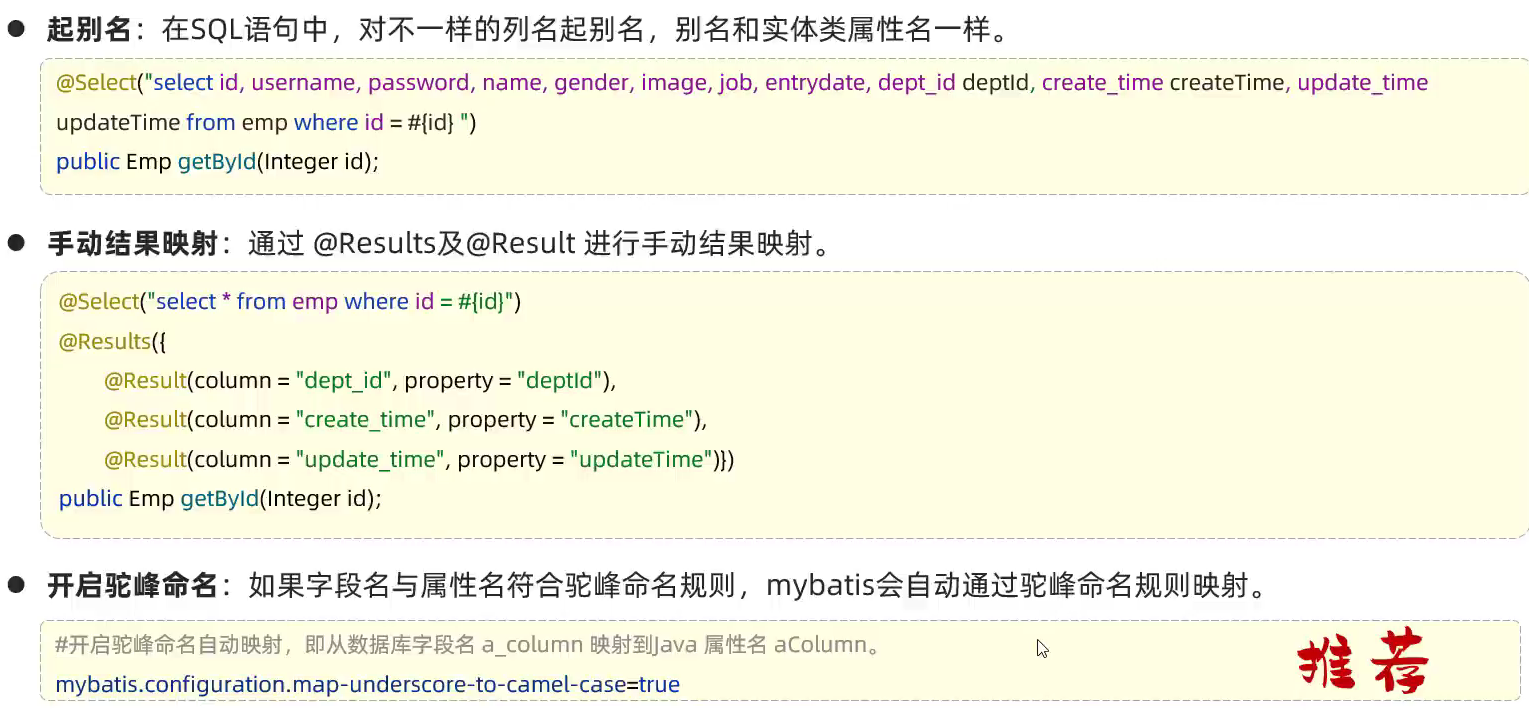 ● 起别名：在SQL语句中，对不一样的列名起别名，别名和实体类属性名一样。
@Select("select id, username, password, name, gender, image, job, entrydate, dept_id deptId, create_time createTime, update_time
updateTime from emp where id = #{id} ")
public Emp getById(Integer id);
● 手动结果映射：通过 @Results及@Result 进行手动结果映射。
@Select("select * from emp where id = #{id}")
@Results({
@Result(column = "dept_id", property = "deptId"),
@Result(column = "create_time", property = "createTime"),
@Result(column = "update_time", property = "updateTime")})
public Emp getById(Integer id);
● 开启驼峰命名：如果字段名与属性名符合驼峰命名规则，mybatis会自动通过驼峰命名规则映射。
#开启驼峰命名自动映射，即从数据库字段名 a_column 映射到Java 属性名 aColumn。
mybatis.configuration.map-underscore-to-camel-case=true
推荐